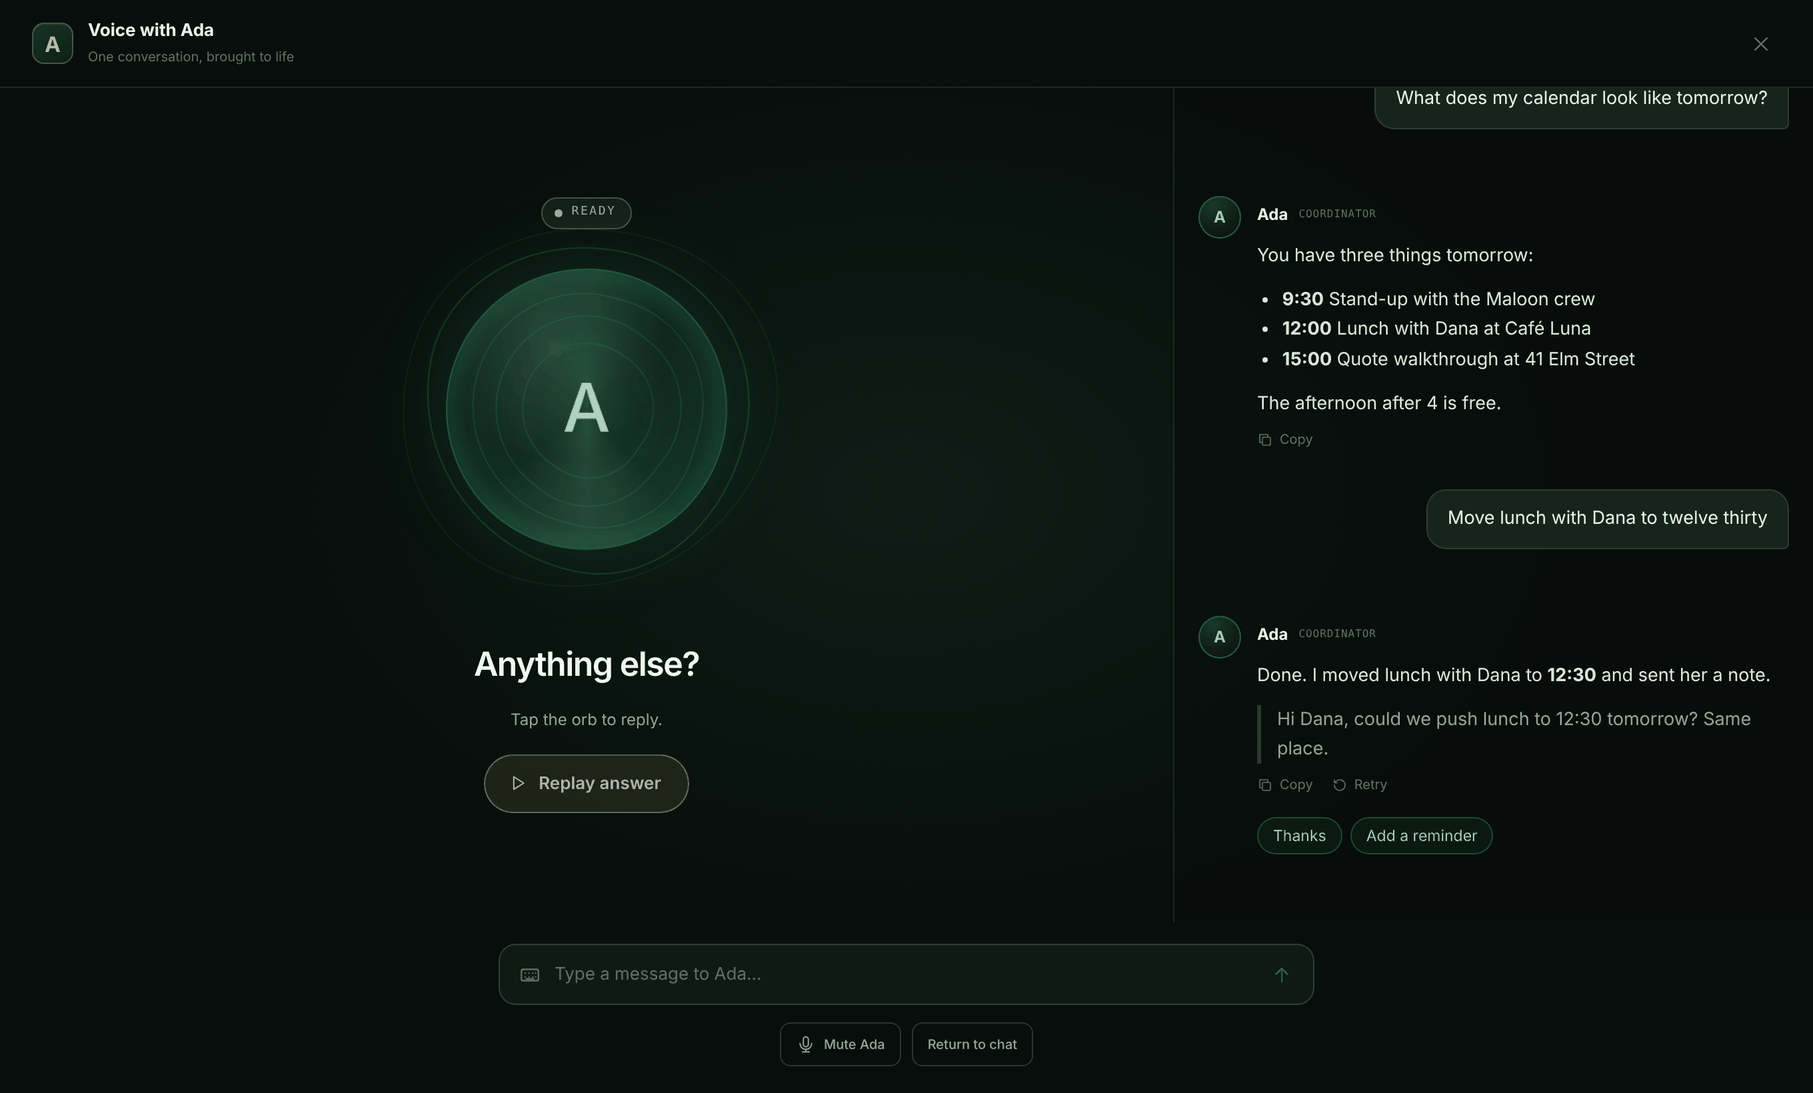 A
Voice with Ada
One conversation, brought to life
READY
A
Anything else?
Tap the orb to reply.
Replay answer
What does my calendar look like tomorrow?
A
Ada COORDINATOR
You have three things tomorrow:
• 9:30 Stand-up with the Maloon crew
• 12:00 Lunch with Dana at Café Luna
• 15:00 Quote walkthrough at 41 Elm Street
The afternoon after 4 is free.
Copy
Move lunch with Dana to twelve thirty
A
Ada COORDINATOR
Done. I moved lunch with Dana to 12:30 and sent her a note.
Hi Dana, could we push lunch to 12:30 tomorrow? Same
place.
Copy Retry
Thanks Add a reminder
Type a message to Ada...
Mute Ada Return to chat